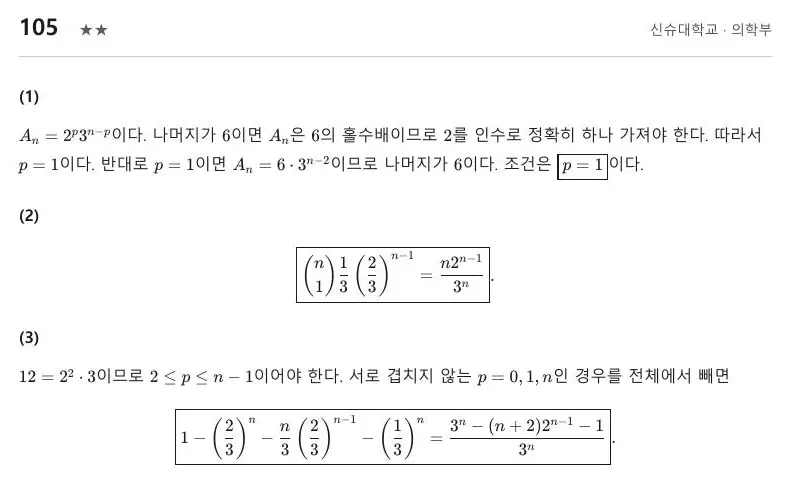 105 ★★ 신슈대학교 · 의학부
(1)
$A_n = 2^p 3^{n-p}$이다. 나머지가 6이면 $A_n$은 6의 홀수배이므로 2를 인수로 정확히 하나 가져야 한다. 따라서
$p = 1$이다. 반대로 $p = 1$이면 $A_n = 6 \cdot 3^{n-2}$이므로 나머지가 6이다. 조건은 $\boxed{p = 1}$이다.
(2)
$\boxed{\binom{n}{1} \frac{1}{3} \left(\frac{2}{3}\right)^{n-1} = \frac{n2^{n-1}}{3^n}}.$
(3)
$12 = 2^2 \cdot 3$이므로 $2 \leq p \leq n - 1$이어야 한다. 서로 겹치지 않는 $p = 0, 1, n$인 경우를 전체에서 빼면
$\boxed{1 - \left(\frac{2}{3}\right)^n - \frac{n}{3} \left(\frac{2}{3}\right)^{n-1} - \left(\frac{1}{3}\right)^n = \frac{3^n - (n+2)2^{n-1} - 1}{3^n}}.$